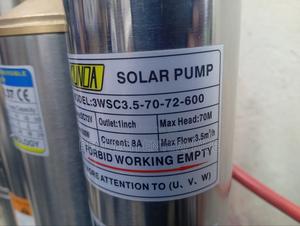 SOLAR PUMP
MODEL:3WSC3.5-70-72-600
Outlet:1inch
Max Head:70M
Current: 8A
Max Flow:3.5m³/h
FORBID WORKING EMPTY
MORE ATTENTION TO (U、V、W)